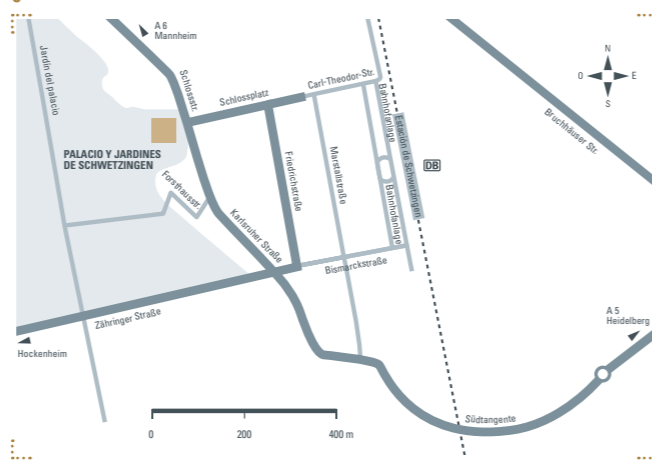 A 6
Mannheim
N
O
E
S
Jardín del palacio
Schlossstr.
Schlossplatz
Carl-Theodor-Str.
Bahnhofanlage
Estación de Schwetzingen
Bruchhäuser Str.
PALACIO Y JARDINES
DE SCHWETZINGEN
DB
Friedrichstraße
Marstallstraße
Forsthausstr.
Bahnhofanlage
Karlsruher Straße
Bismarckstraße
Zähringer Straße
A 5
Heidelberg
Hockenheim
Südtangente
0
200
400 m